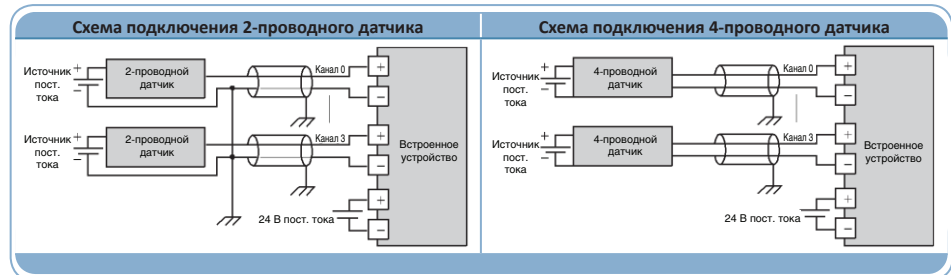 Схема подключения 2-проводного датчика
Источник
пост.
тока
+
−
2-проводной
датчик
Канал 0
+
−
Источник
пост.
тока
+
−
2-проводной
датчик
Канал 3
+
−
Встроенное
устройство
24 В пост. тока
+
−
Схема подключения 4-проводного датчика
Источник
пост.
тока
+
−
4-проводной
датчик
Канал 0
+
−
Источник
пост.
тока
+
−
4-проводной
датчик
Канал 3
+
−
Встроенное
устройство
24 В пост. тока
+
−